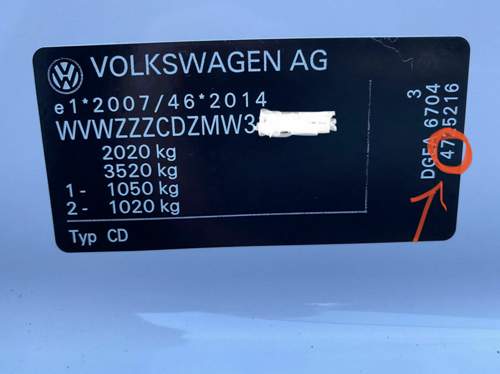 VOLKSWAGEN AG
e1*2007/46*2014
WVWZZZCDZMW3
2020 kg
3520 kg
1- 1050 kg
2- 1020 kg
Typ CD
3
6704
5216